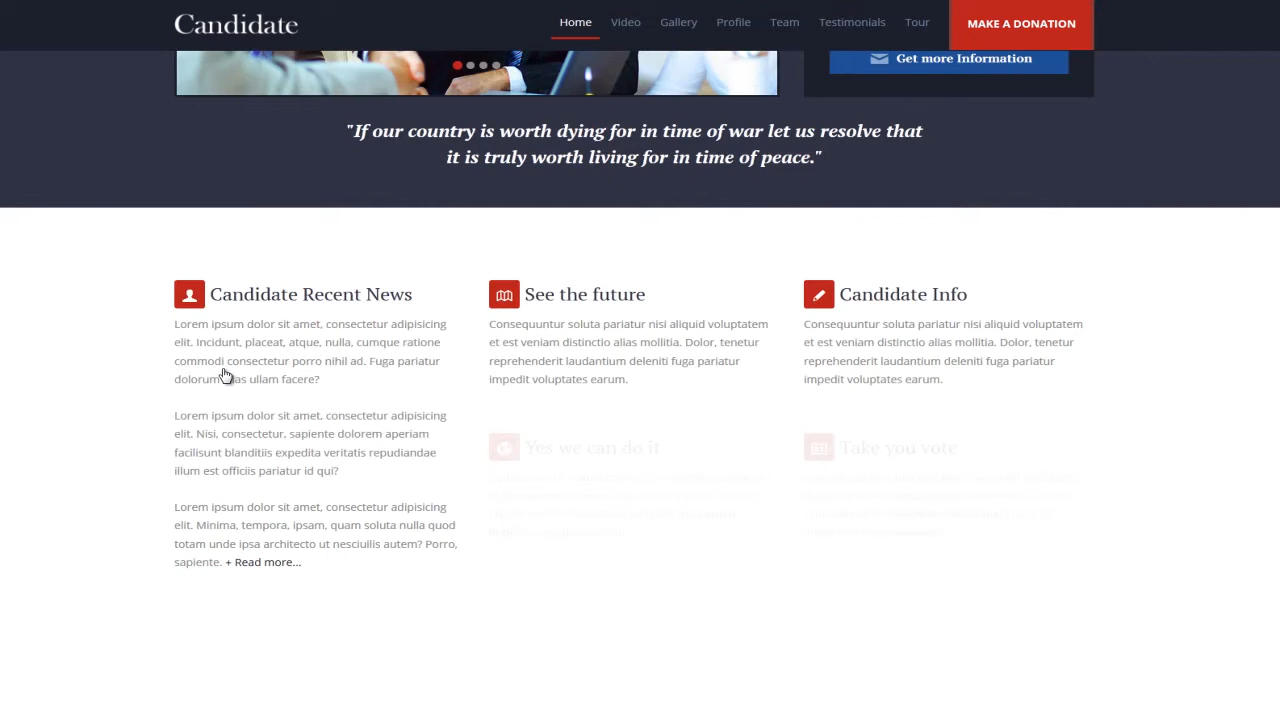 Candidate
Home Video Gallery Profile Team Testimonials Tour MAKE A DONATION
Get more Information
"If our country is worth dying for in time of war let us resolve that
it is truly worth living for in time of peace."
Candidate Recent News
Lorem ipsum dolor sit amet, consectetur adipisicing
elit. Incidunt, placeat, atque, nulla, cumque ratione
commodi consectetur porro nihil ad. Fuga pariatur
dolorum ullam facere?
Lorem ipsum dolor sit amet, consectetur adipisicing
elit. Nisi, consectetur, sapiente dolorem aperiam
facilisunt blanditiis expedita veritatis repudiandae
illum est officiis pariatur id qui?
Lorem ipsum dolor sit amet, consectetur adipisicing
elit. Minima, tempora, ipsam, quam soluta nulla quod
totam unde ipsa architecto ut nesciuilis autem? Porro,
sapiente. + Read more...
See the future
Consequuntur soluta pariatur nisi aliquid voluptatem
et est veniam distinctio alias mollitia. Dolor, tenetur
reprehenderit laudantium deleniti fuga pariatur
impedit voluptates earum.
Yes we can do it
Candidate Info
Consequuntur soluta pariatur nisi aliquid voluptatem
et est veniam distinctio alias mollitia. Dolor, tenetur
reprehenderit laudantium deleniti fuga pariatur
impedit voluptates earum.
Take you vote